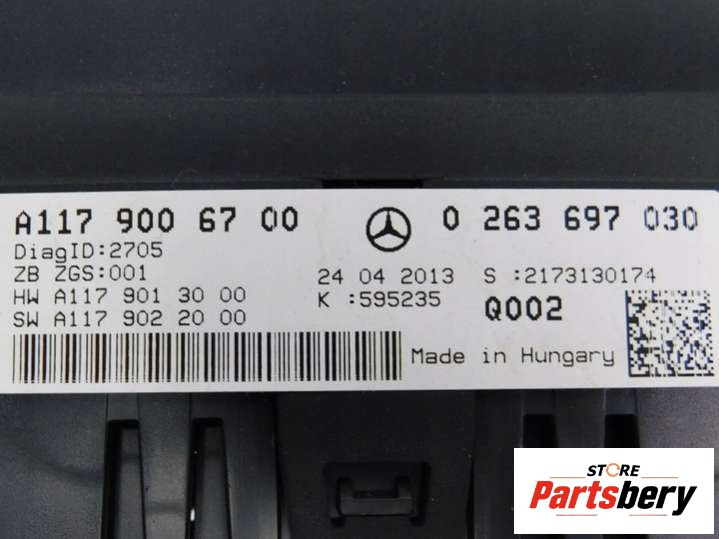 A117 900 67 00 0 263 697 030
DiagID:2705
ZB ZGS:001 24 04 2013 S :2173130174
HW A117 901 30 00 K :595235 Q002
SW A117 902 20 00
Made in Hungary
STORE
Partsbery